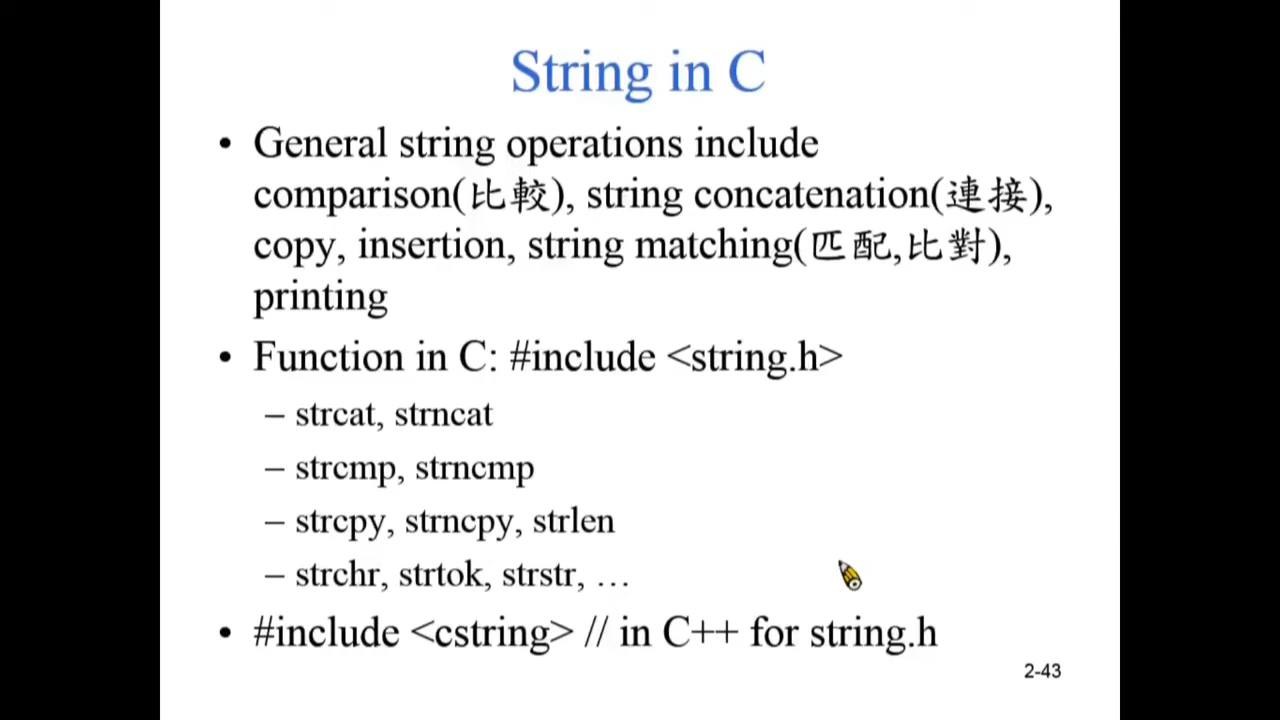 String in C
• General string operations include
comparison(比較), string concatenation(連接),
copy, insertion, string matching(匹配,比對),
printing
• Function in C: #include <string.h>
– strcat, strncat
– strcmp, strncmp
– strcpy, strncpy, strlen
– strchr, strtok, strstr, …
• #include <cstring> // in C++ for string.h
2-43